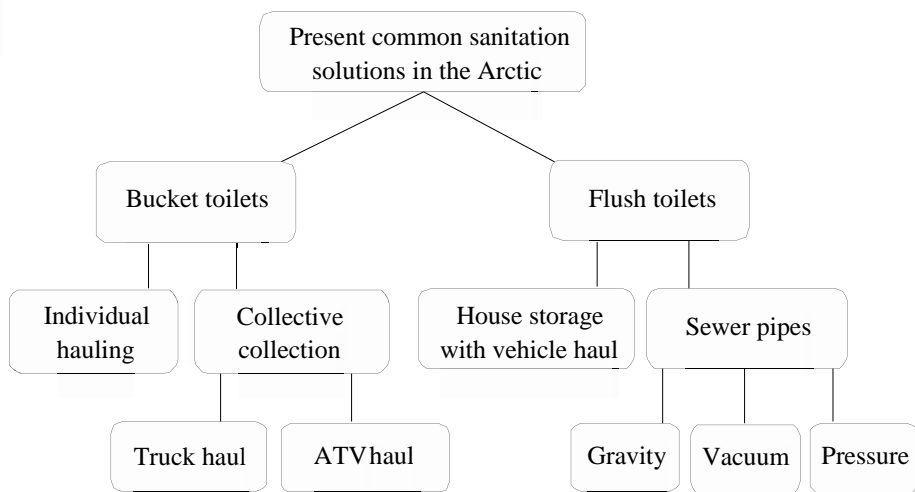 Present common sanitation
solutions in the Arctic
Bucket toilets
Flush toilets
Individual
hauling
Collective
collection
House storage
with vehicle haul
Sewer pipes
Truck haul
ATV haul
Gravity
Vacuum
Pressure